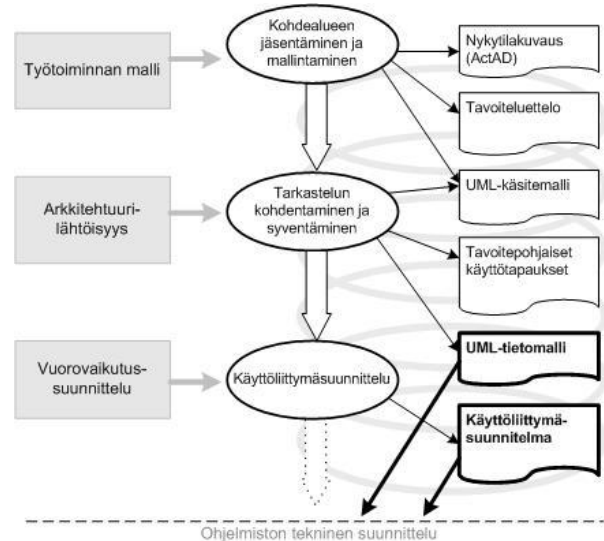 Kohdealueen
jäsentäminen ja
mallintaminen
Työtoiminnan malli
Nykytilakuvaus
(ActAD)
Tavoiteluettelo
UML-käsitemalli
Arkkitehtuuri-
lähtöisyys
Tarkastelun
kohdentaminen ja
syventäminen
Tavoitepohjaiset
käyttötapaukset
UML-tietomalli
Vuorovaikutus-
suunnittelu
Käyttöliittymäsuunnittelu
Käyttöliittymä-
suunnitelma
Ohjelmiston tekninen suunnittelu